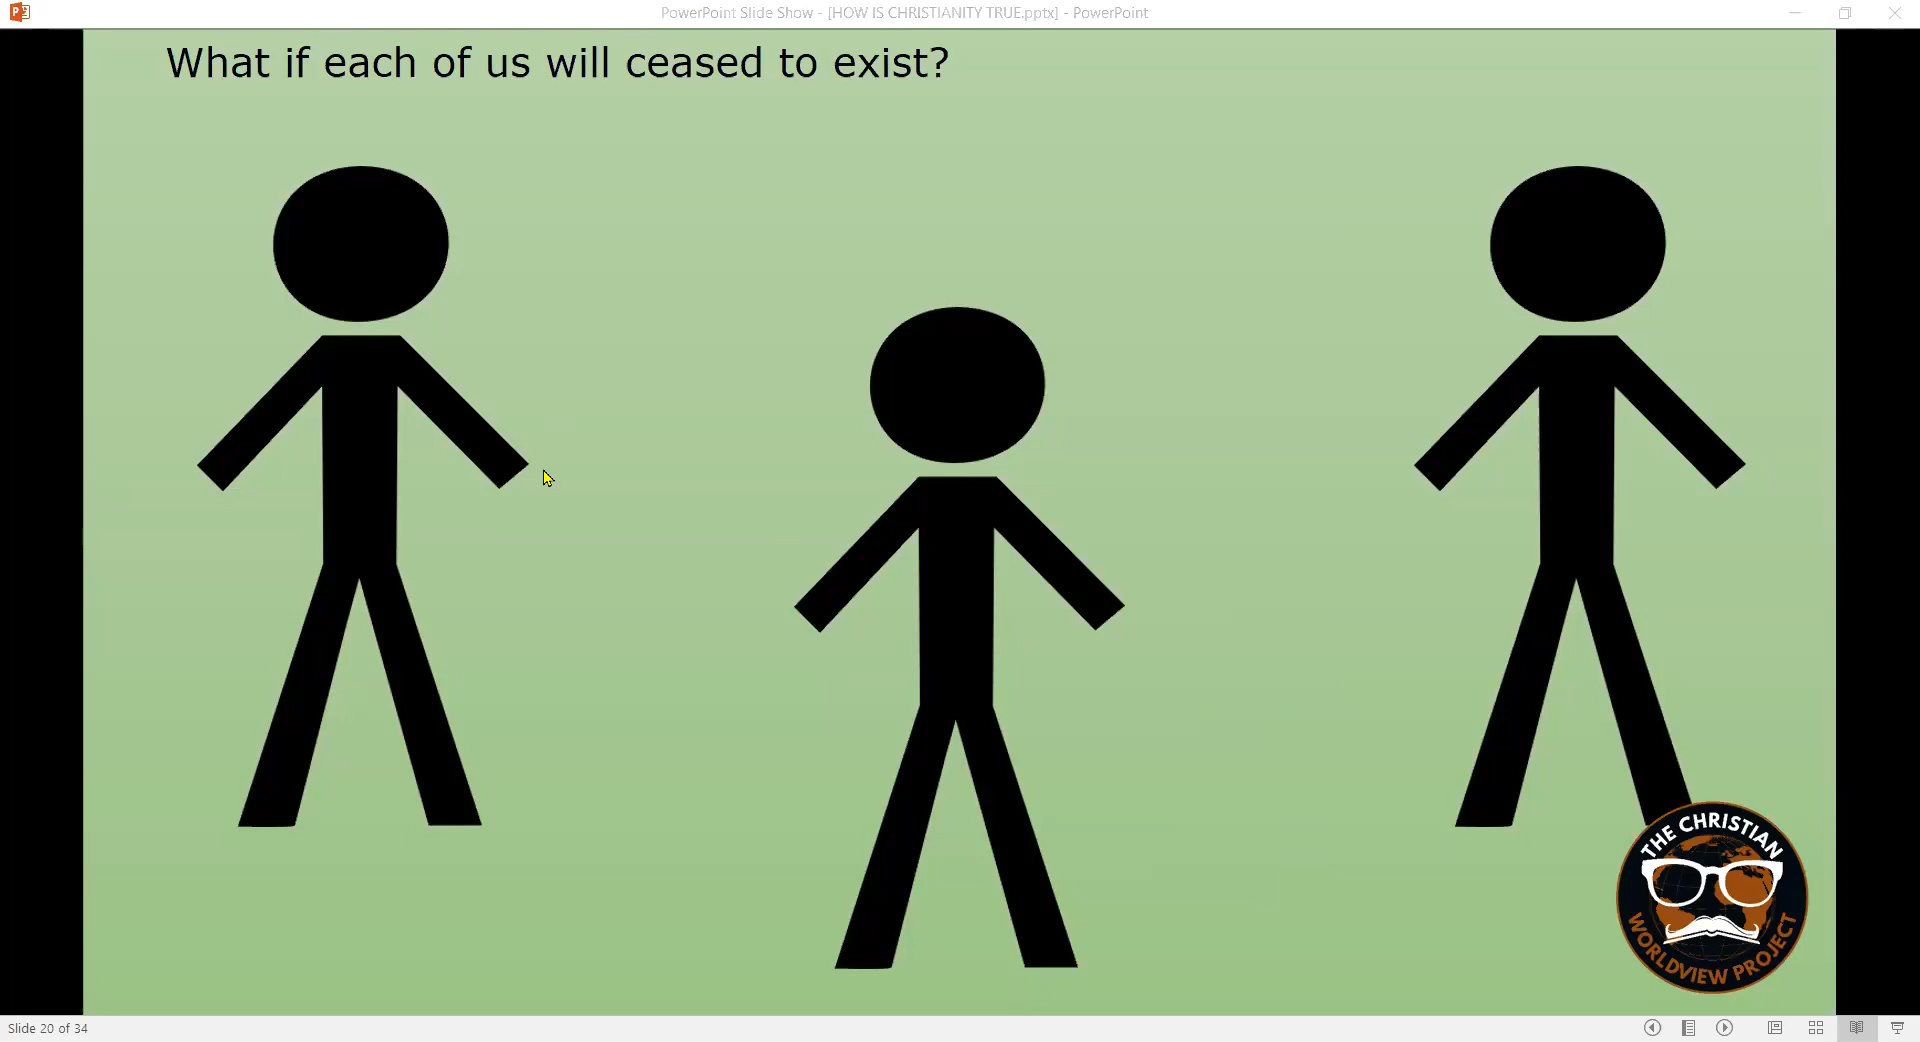 PowerPoint Slide Show - [HOW IS CHRISTIANITY TRUE.pptx] - PowerPoint
What if each of us will ceased to exist?
THE CHRISTIAN
WORLDVIEW PROJECT
Slide 20 of 34